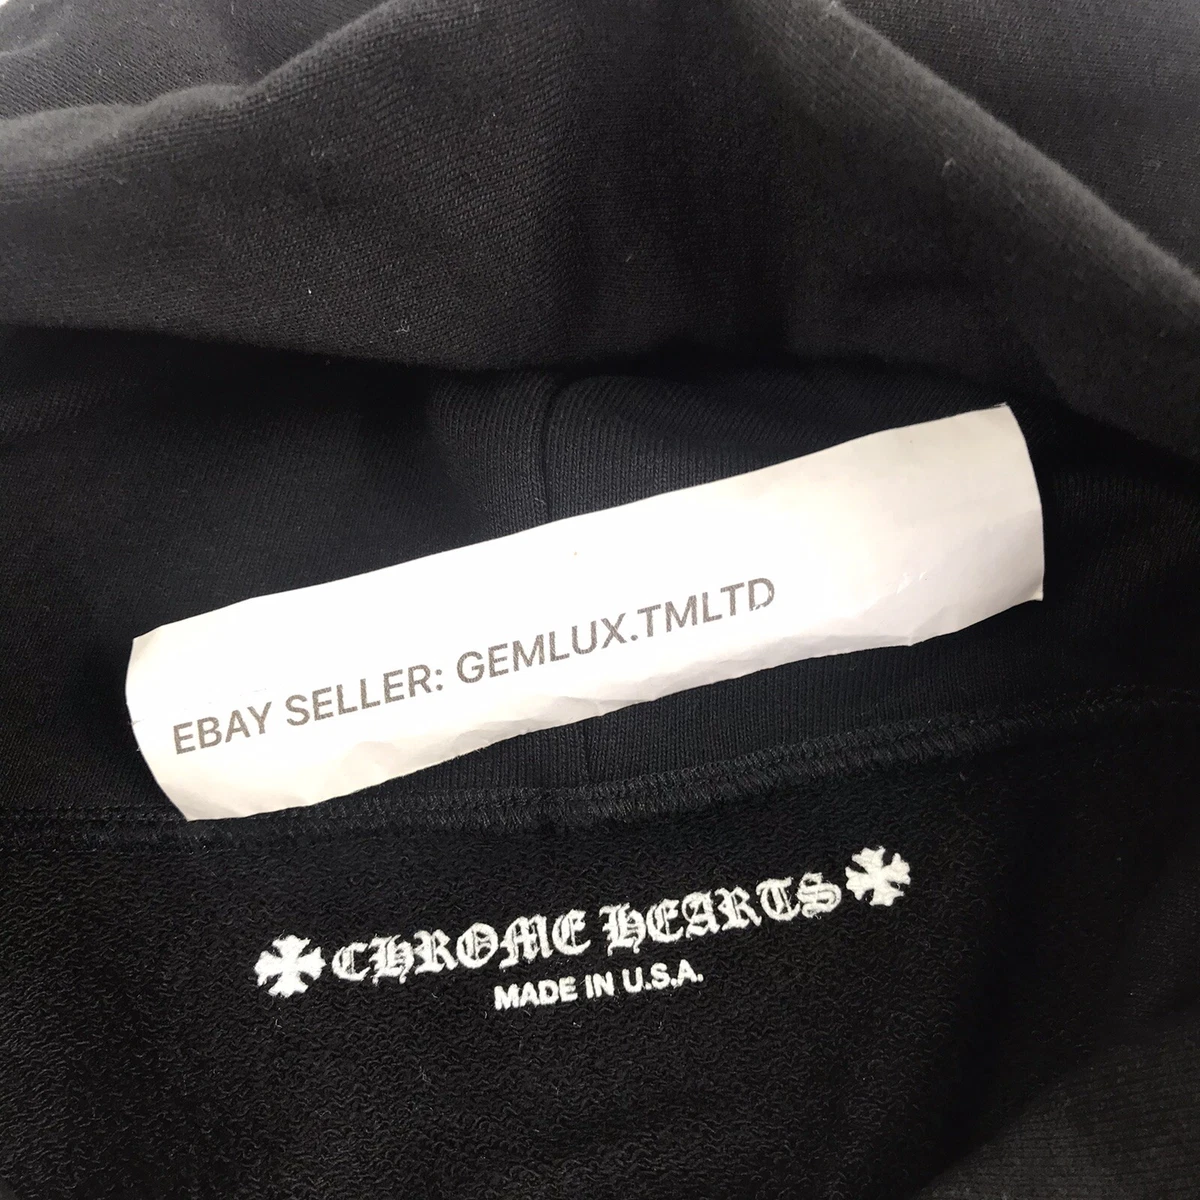 EBAY SELLER: GEMLUX.TMLTD
CHROME HEARTS
MADE IN U.S.A.